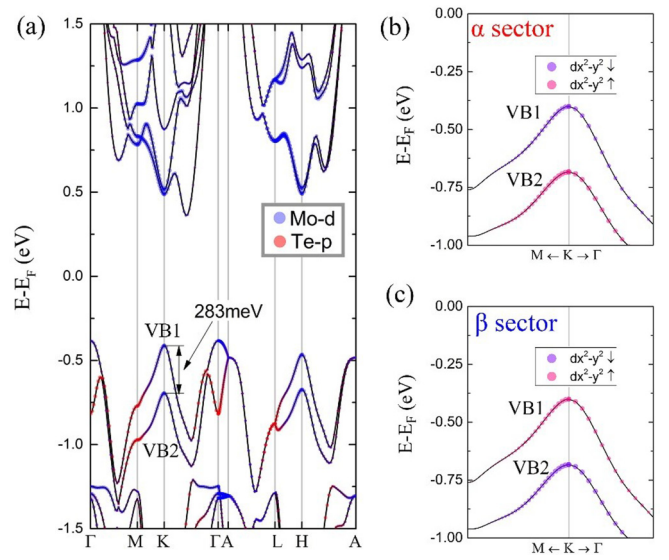 (a)
1.5
1.0
0.5
0.0
-0.5
-1.0
-1.5
E-E_F (eV)
Mo-d
Te-p
283meV
VB1
VB2
Γ M K Γ A L H A
(b)
α sector
0.00
-0.25
-0.50
-0.75
-1.00
E-E_F (eV)
dx²-y² ↓
dx²-y² ↑
VB1
VB2
M ← K → Γ
(c)
β sector
0.00
-0.25
-0.50
-0.75
-1.00
E-E_F (eV)
dx²-y² ↓
dx²-y² ↑
VB1
VB2
M ← K → Γ